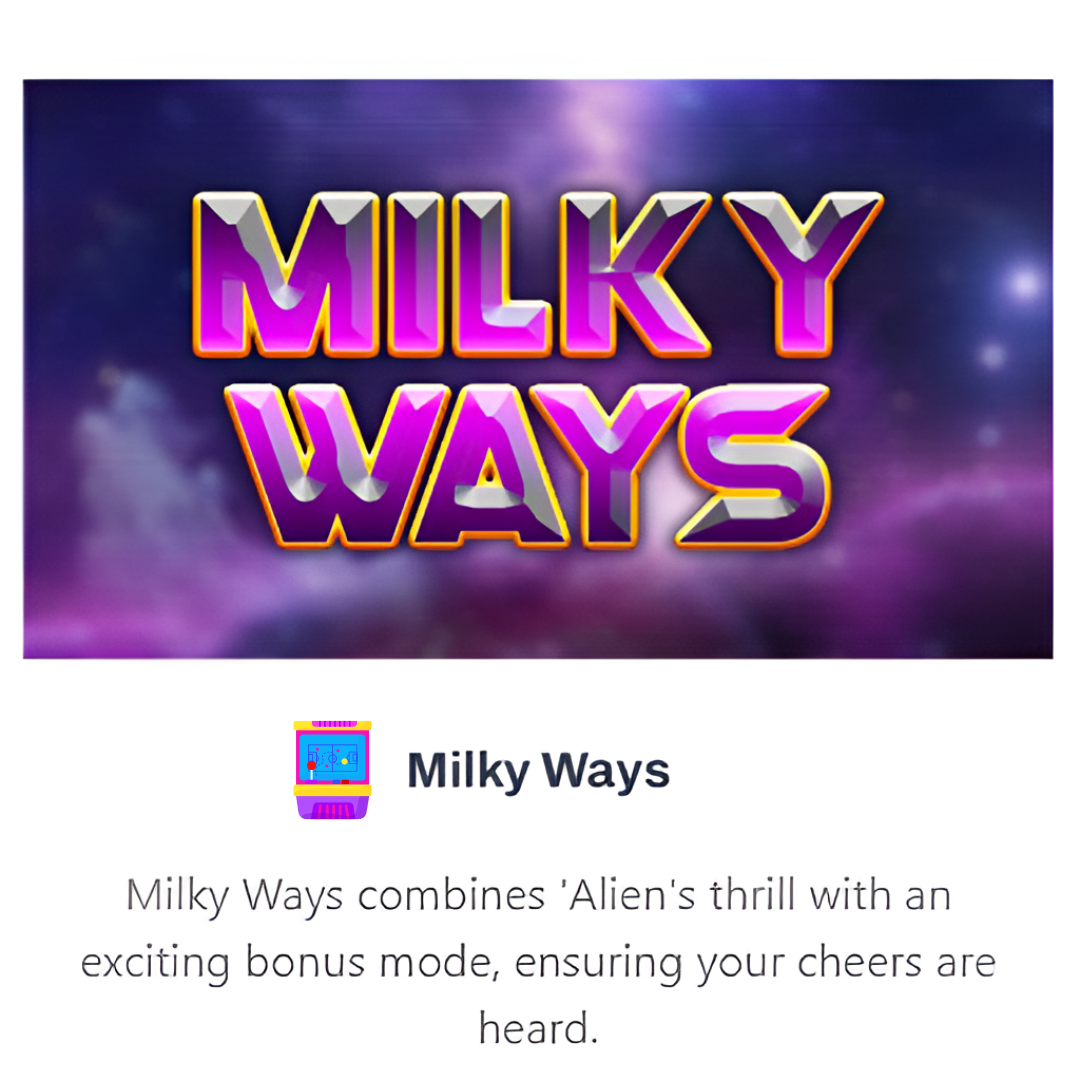 MILKY
WAYS
Milky Ways
Milky Ways combines 'Alien's thrill with an
exciting bonus mode, ensuring your cheers are
heard.